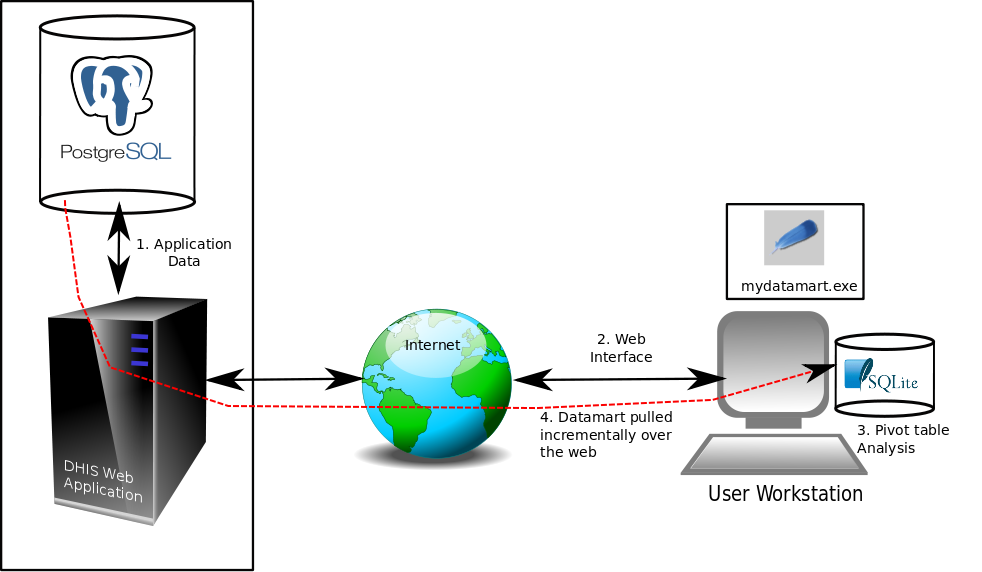 PostgreSQL
1. Application
Data
DHIS Web
Application
Internet
2. Web
Interface
4. Datamart pulled
incrementally over
the web
mydatamart.exe
SQLite
3. Pivot table
Analysis
User Workstation